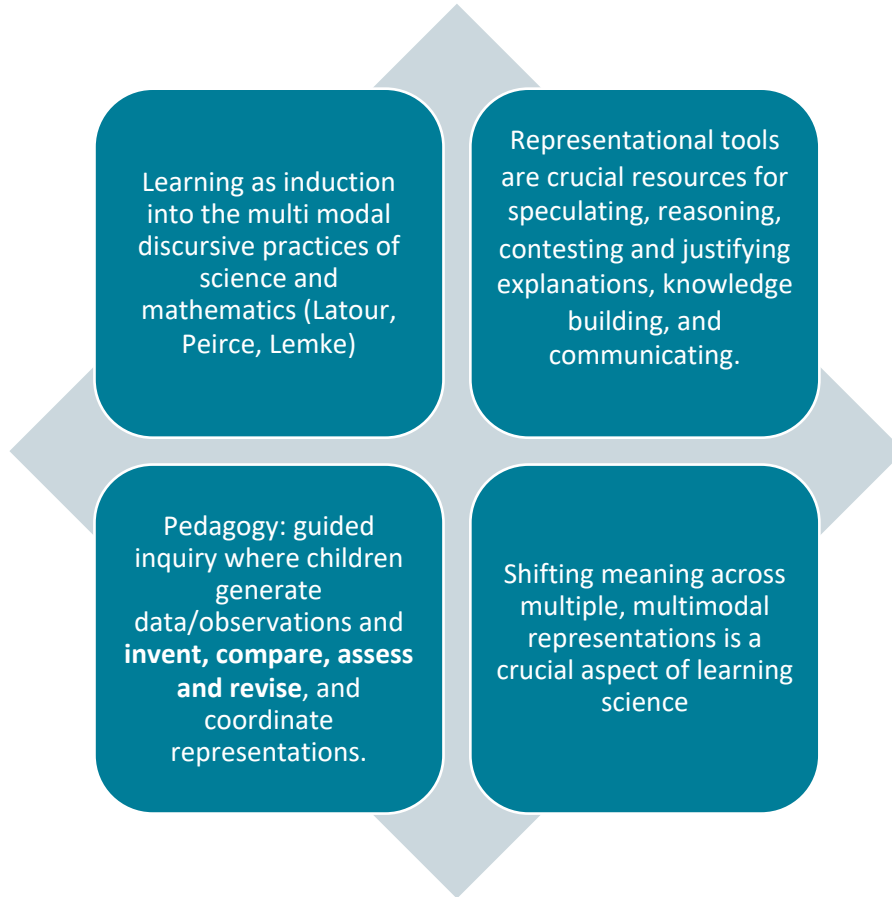 Learning as induction
into the multi modal
discursive practices of
science and
mathematics (Latour,
Peirce, Lemke)
Representational tools
are crucial resources for
speculating, reasoning,
contesting and justifying
explanations, knowledge
building, and
communicating.
Pedagogy: guided
inquiry where children
generate
data/observations and
invent, compare, assess
and revise, and
coordinate
representations.
Shifting meaning across
multiple, multimodal
representations is a
crucial aspect of learning
science